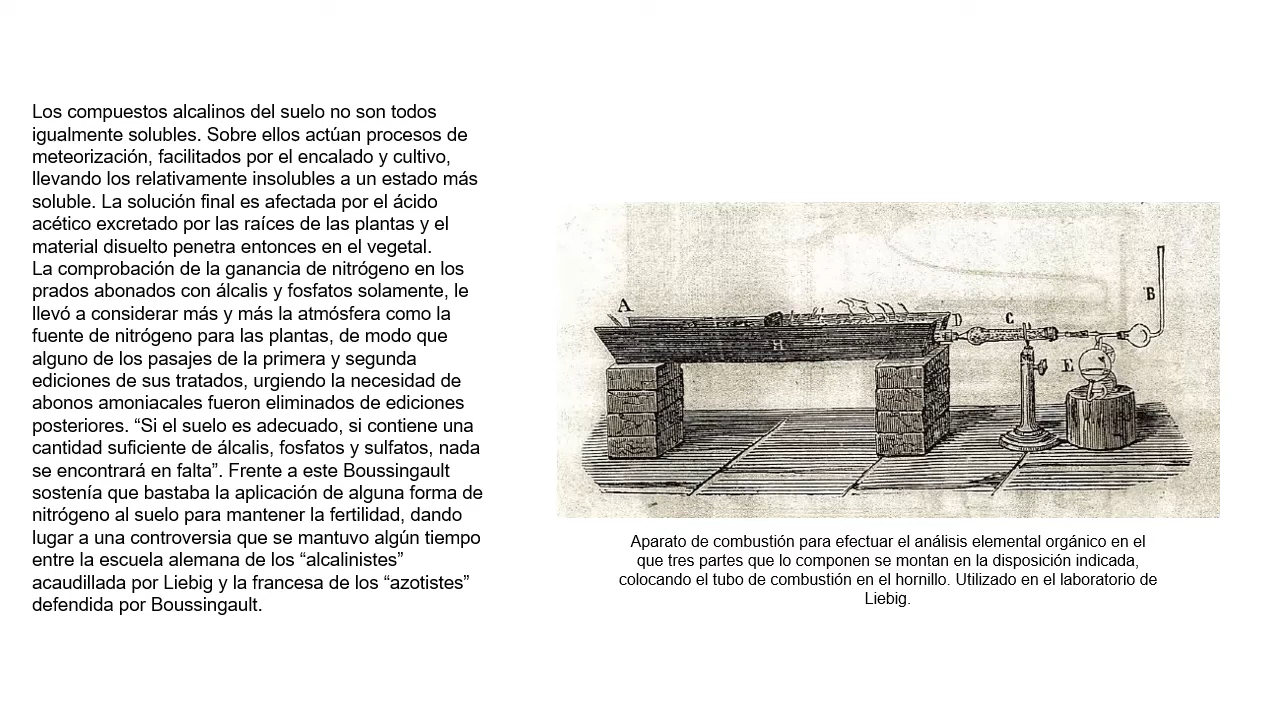 Los compuestos alcalinos del suelo no son todos
igualmente solubles. Sobre ellos actúan procesos de
meteorización, facilitados por el encalado y cultivo,
llevando los relativamente insolubles a un estado más
soluble. La solución final es afectada por el ácido
acético excretado por las raíces de las plantas y el
material disuelto penetra entonces en el vegetal.
La comprobación de la ganancia de nitrógeno en los
prados abonados con álcalis y fosfatos solamente, le
llevó a considerar más y más la atmósfera como la
fuente de nitrógeno para las plantas, de modo que
alguno de los pasajes de la primera y segunda
ediciones de sus tratados, urgiendo la necesidad de
abonos amoniacales fueron eliminados de ediciones
posteriores. “Si el suelo es adecuado, si contiene una
cantidad suficiente de álcalis, fosfatos y sulfatos, nada
se encontrará en falta”. Frente a este Boussingault
sostenía que bastaba la aplicación de alguna forma de
nitrógeno al suelo para mantener la fertilidad, dando
lugar a una controversia que se mantuvo algún tiempo
entre la escuela alemana de los “alcalinistes”
acaudillada por Liebig y la francesa de los “azotistes”
defendida por Boussingault.
A
H
C
B
E
Aparato de combustión para efectuar el análisis elemental orgánico en el
que tres partes que lo componen se montan en la disposición indicada,
colocando el tubo de combustión en el hornillo. Utilizado en el laboratorio de
Liebig.